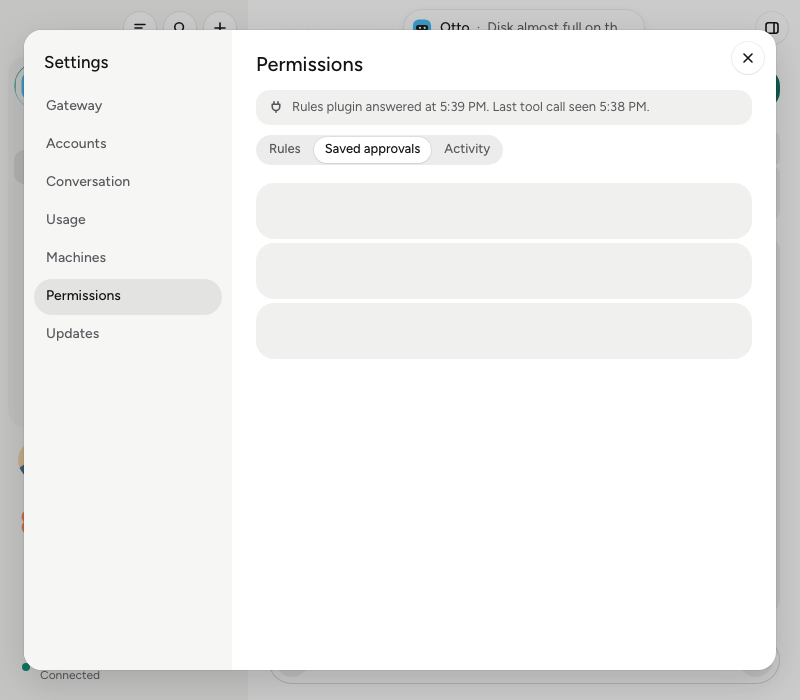 Otto · Disk almost full on th
Settings
Gateway
Accounts
Conversation
Usage
Machines
Permissions
Updates
Permissions
Rules plugin answered at 5:39 PM. Last tool call seen 5:38 PM.
Rules Saved approvals Activity
Connected